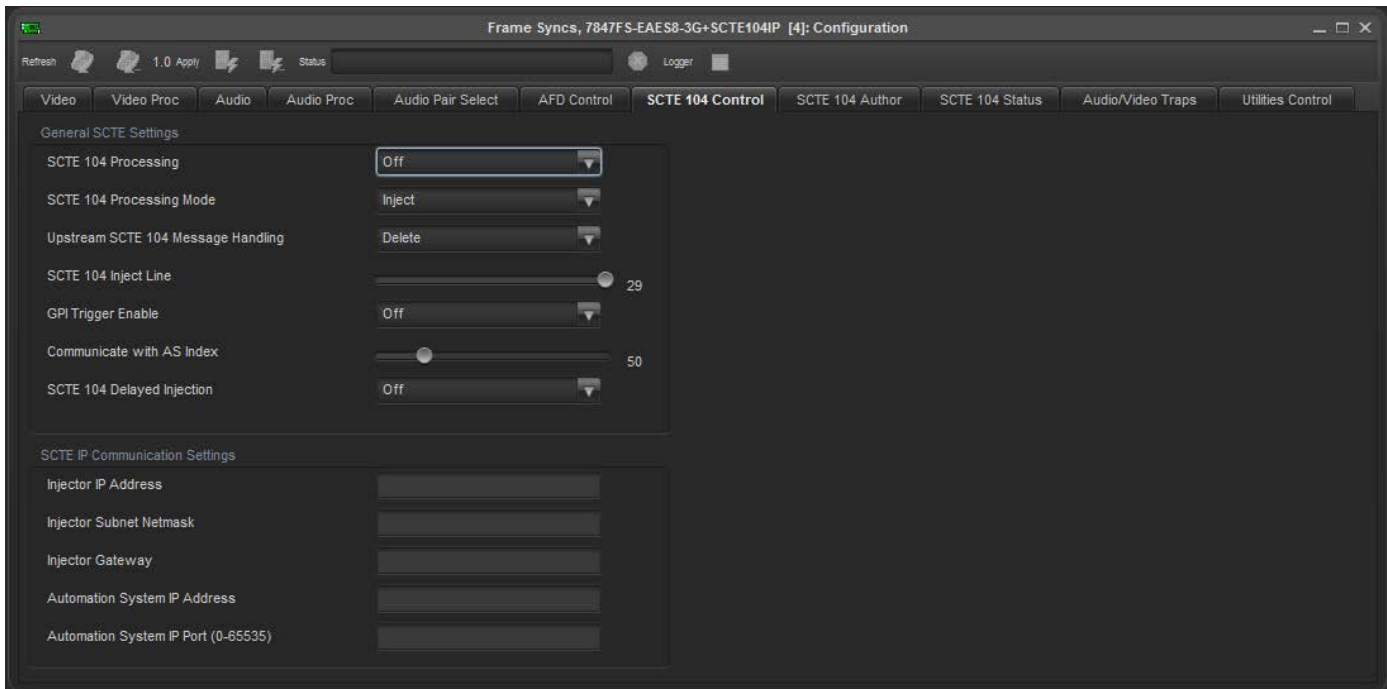 Frame Syncs, 7847FS-EAES8-3G+SCTE104IP [4]: Configuration
Refresh 1.0 Apply Status Logger
Video Video Proc Audio Audio Proc Audio Pair Select AFD Control SCTE 104 Control SCTE 104 Author SCTE 104 Status Audio/Video Traps Utilities Control
General SCTE Settings
SCTE 104 Processing Off
SCTE 104 Processing Mode Inject
Upstream SCTE 104 Message Handling Delete
SCTE 104 Inject Line 29
GPI Trigger Enable Off
Communicate with AS Index 50
SCTE 104 Delayed Injection Off
SCTE IP Communication Settings
Injector IP Address
Injector Subnet Netmask
Injector Gateway
Automation System IP Address
Automation System IP Port (0-65535)